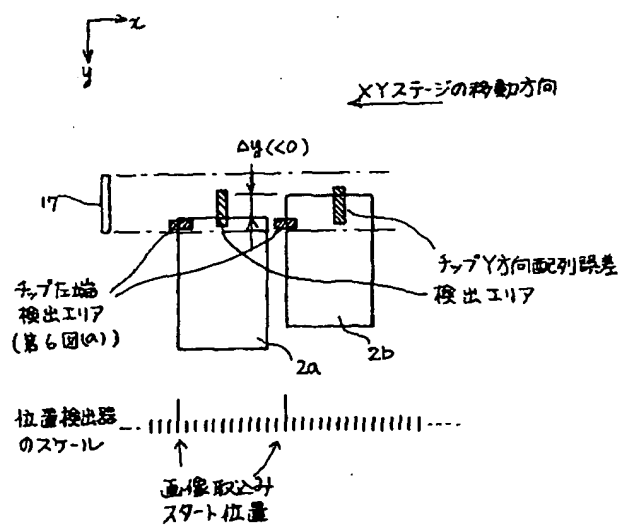 x
y
XYステージの移動方向
Δy(<0)
17
チップ左端
検出エリア
(第6図(a))
チップY方向配列誤差
検出エリア
2a
2b
位置検出器
のスケール
画像取込み
スタート位置